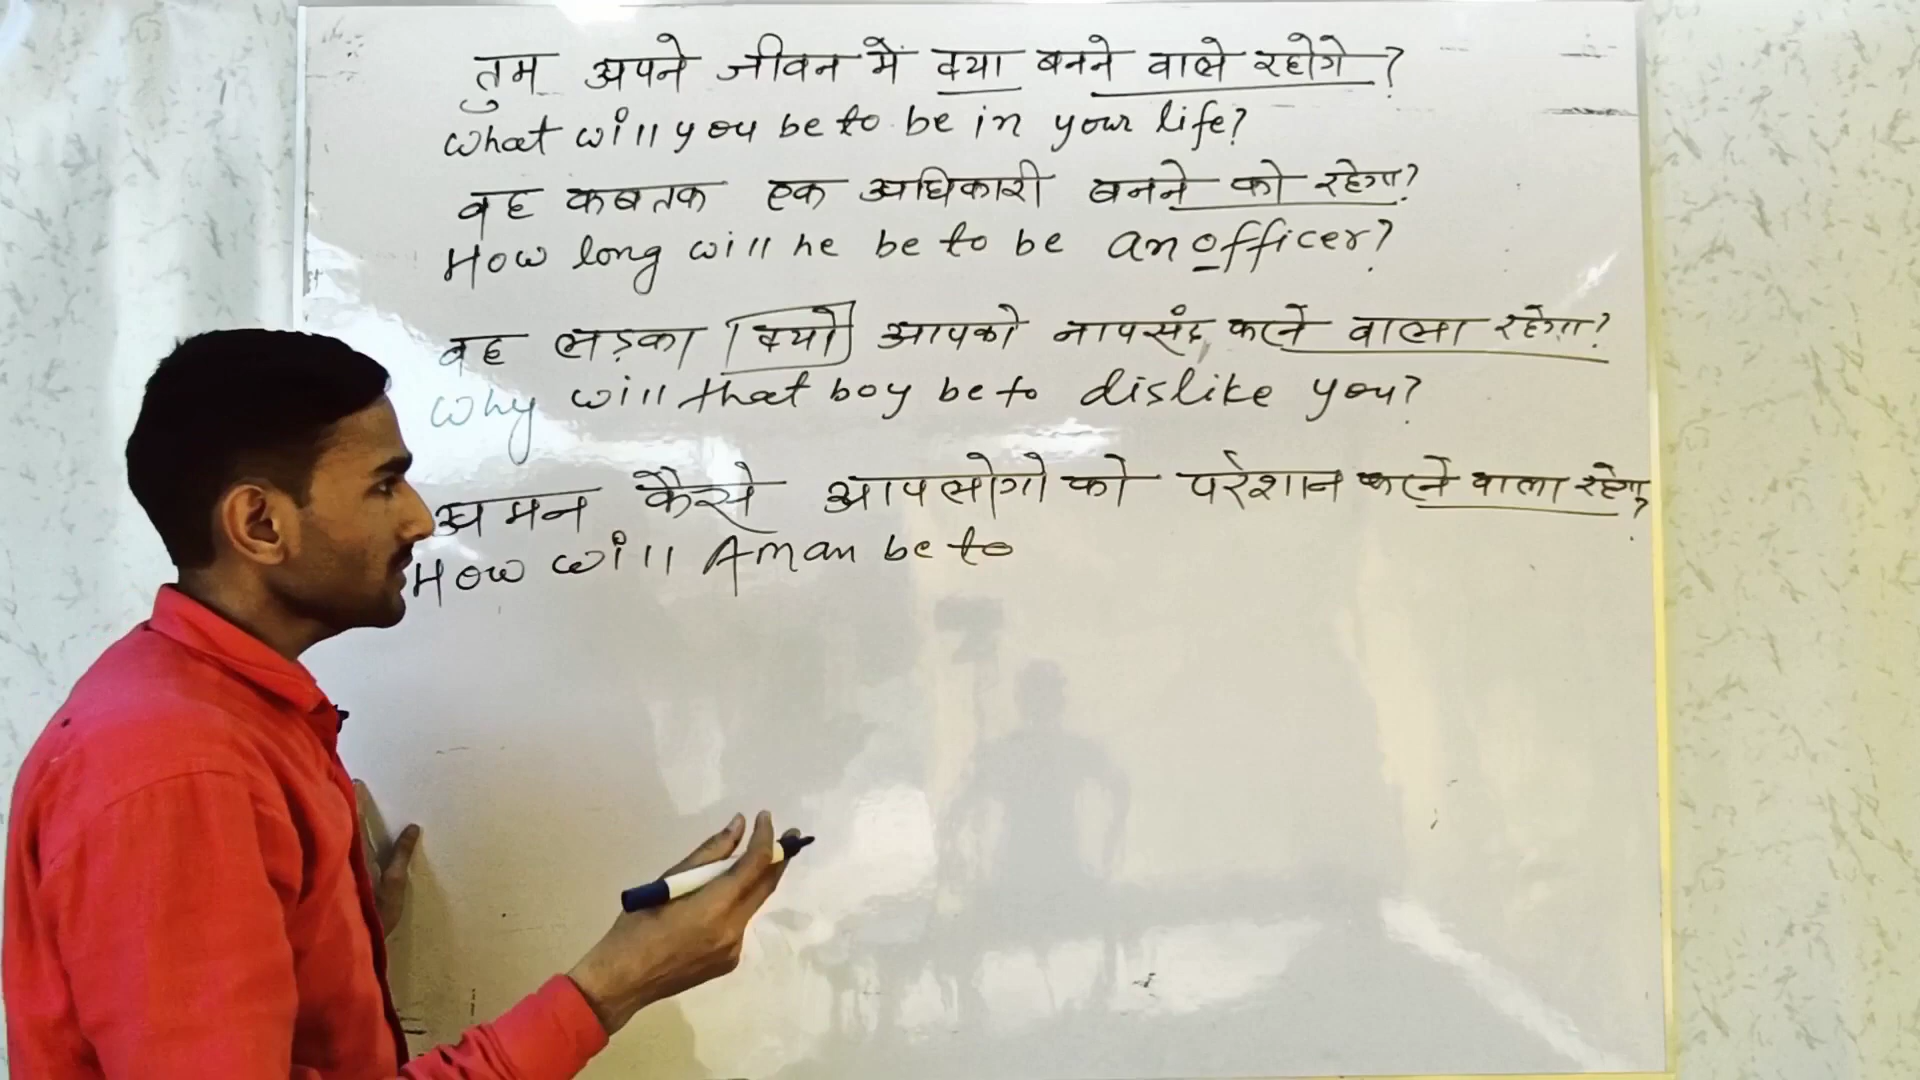 तुम अपने जीवन में क्या बनने वाले रहोगे?
What will you be to be in your life?
वह कबतक एक अधिकारी बनने को रहेगा?
How long will he be to be an officer?
वह लड़का क्यों आपको नापसंद करने वाला रहेगा?
Why will that boy be to dislike you?
अमन कैसे आपलोगो को परेशान करने वाला रहेगा?
How will Aman be to